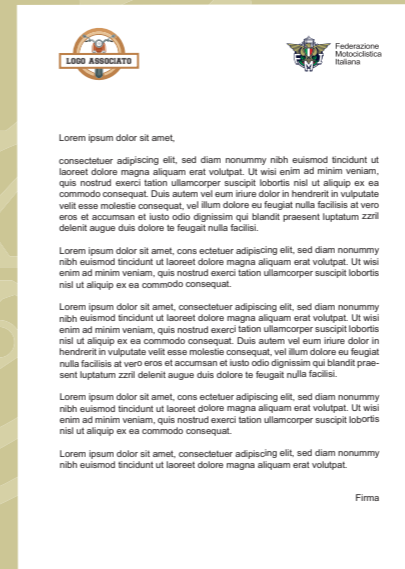 LOGO ASSOCIATO
Federazione
Motociclistica
Italiana
Lorem ipsum dolor sit amet,
consectetuer adipiscing elit, sed diam nonummy nibh euismod tincidunt ut
laoreet dolore magna aliquam erat volutpat. Ut wisi enim ad minim veniam,
quis nostrud exerci tation ullamcorper suscipit lobortis nisl ut aliquip ex ea
commodo consequat. Duis autem vel eum iriure dolor in hendrerit in vulputate
velit esse molestie consequat, vel illum dolore eu feugiat nulla facilisis at vero
eros et accumsan et iusto odio dignissim qui blandit praesent luptatum zzril
delenit augue duis dolore te feugait nulla facilisi.
Lorem ipsum dolor sit amet, cons ectetuer adipiscing elit, sed diam nonummy
nibh euismod tincidunt ut laoreet dolore magna aliquam erat volutpat. Ut wisi
enim ad minim veniam, quis nostrud exerci tation ullamcorper suscipit lobortis
nisl ut aliquip ex ea commodo consequat.
Lorem ipsum dolor sit amet, consectetuer adipiscing elit, sed diam nonummy
nibh euismod tincidunt ut laoreet dolore magna aliquam erat volutpat. Ut wisi
enim ad minim veniam, quis nostrud exerci tation ullamcorper suscipit lobortis
nisl ut aliquip ex ea commodo consequat. Duis autem vel eum iriure dolor in
hendrerit in vulputate velit esse molestie consequat, vel illum dolore eu feugiat
nulla facilisis at vero eros et accumsan et iusto odio dignissim qui blandit prae-
sent luptatum zzril delenit augue duis dolore te feugait nulla facilisi.
Lorem ipsum dolor sit amet, consectetuer adipiscing elit, sed diam nonummy
nibh euismod tincidunt ut laoreet dolore magna aliquam erat volutpat. Ut wisi
enim ad minim veniam, quis nostrud exerci tation ullamcorper suscipit lobortis
nisl ut aliquip ex ea commodo consequat.
Lorem ipsum dolor sit amet, consectetuer adipiscing elit, sed diam nonummy
nibh euismod tincidunt ut laoreet dolore magna aliquam erat volutpat.
Firma